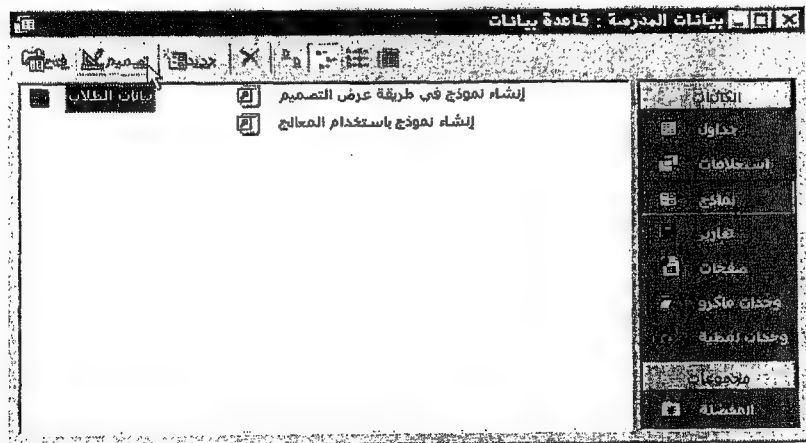 بيانات المدرسة : قاعدة بيانات
فتح تصميم جديد
إنشاء نموذج في طريقة عرض التصميم
إنشاء نموذج باستخدام المعالج
بيانات الطلاب
الكائنات
جداول
استعلامات
نماذج
تقارير
صفحات
وحدات ماكرو
وحدات نمطية
مجموعات
المفضلة